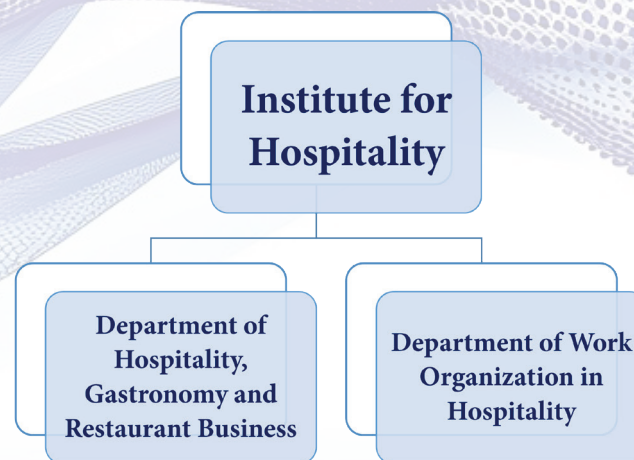 Institute for
Hospitality
Department of
Hospitality,
Gastronomy and
Restaurant Business
Department of Work
Organization in
Hospitality